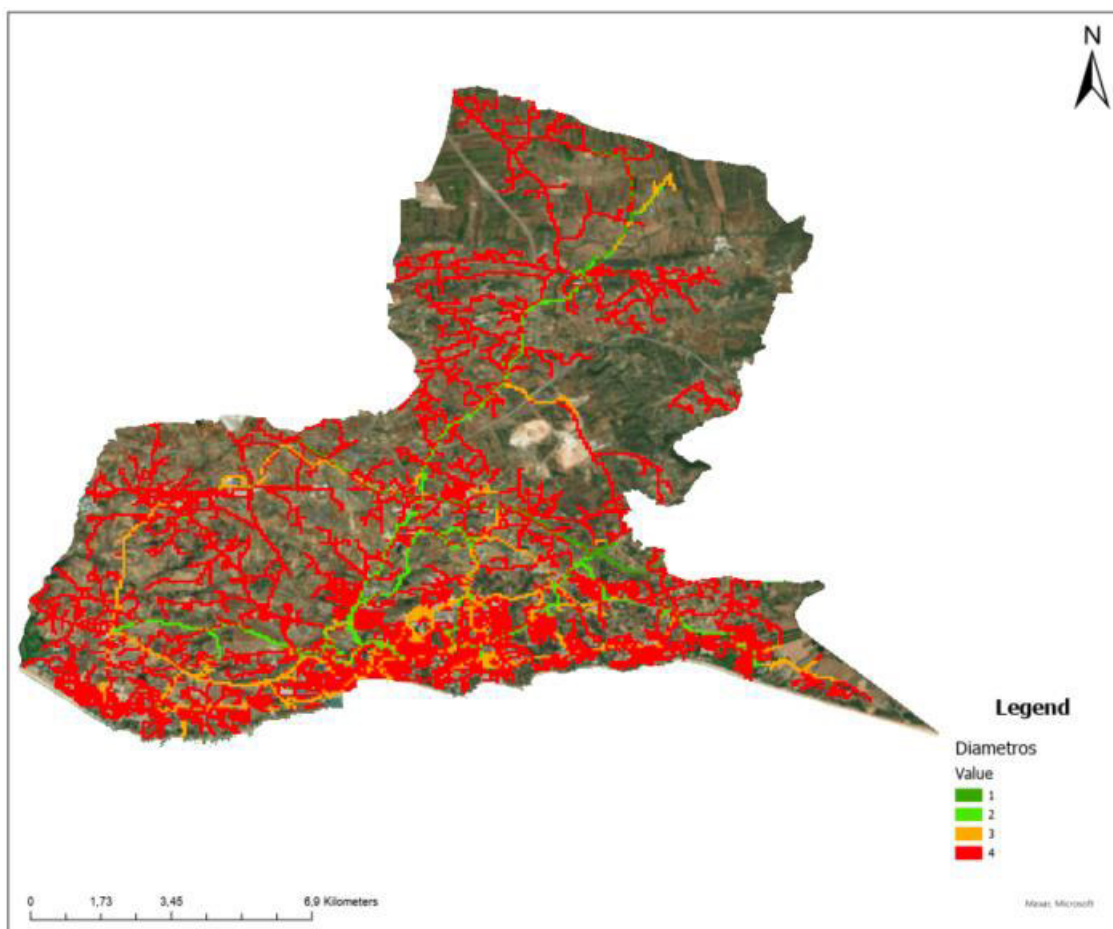 N
Legend
Diametros
Value
1
2
3
4
0 1,73 3,45 6,9 Kilometers
Maxar, Microsoft